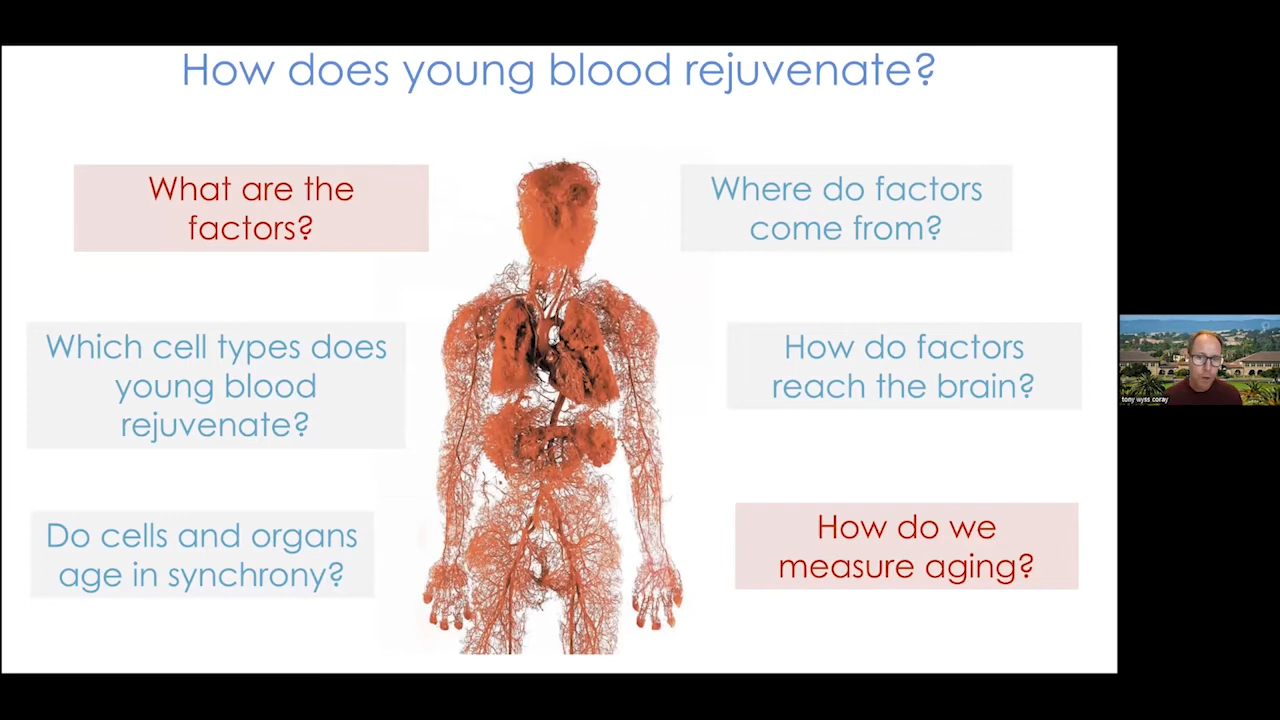 How does young blood rejuvenate?
What are the
factors?
Where do factors
come from?
Which cell types does
young blood
rejuvenate?
How do factors
reach the brain?
Do cells and organs
age in synchrony?
How do we
measure aging?
tony wyss coray